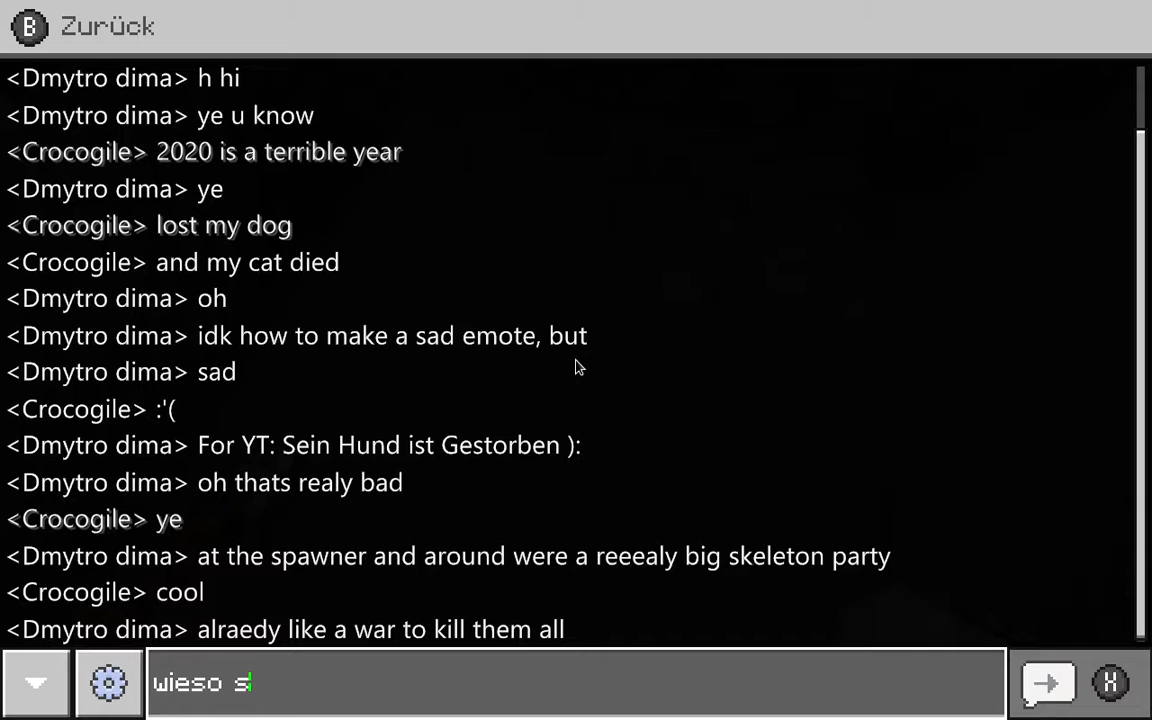 B Zurück
<Dmytro dima> h hi
<Dmytro dima> ye u know
<Crocogile> 2020 is a terrible year
<Dmytro dima> ye
<Crocogile> lost my dog
<Crocogile> and my cat died
<Dmytro dima> oh
<Dmytro dima> idk how to make a sad emote, but
<Dmytro dima> sad
<Crocogile> :'(
<Dmytro dima> For YT: Sein Hund ist Gestorben ):
<Dmytro dima> oh thats realy bad
<Crocogile> ye
<Dmytro dima> at the spawner and around were a reeealy big skeleton party
<Crocogile> cool
<Dmytro dima> alraedy like a war to kill them all
wieso s X